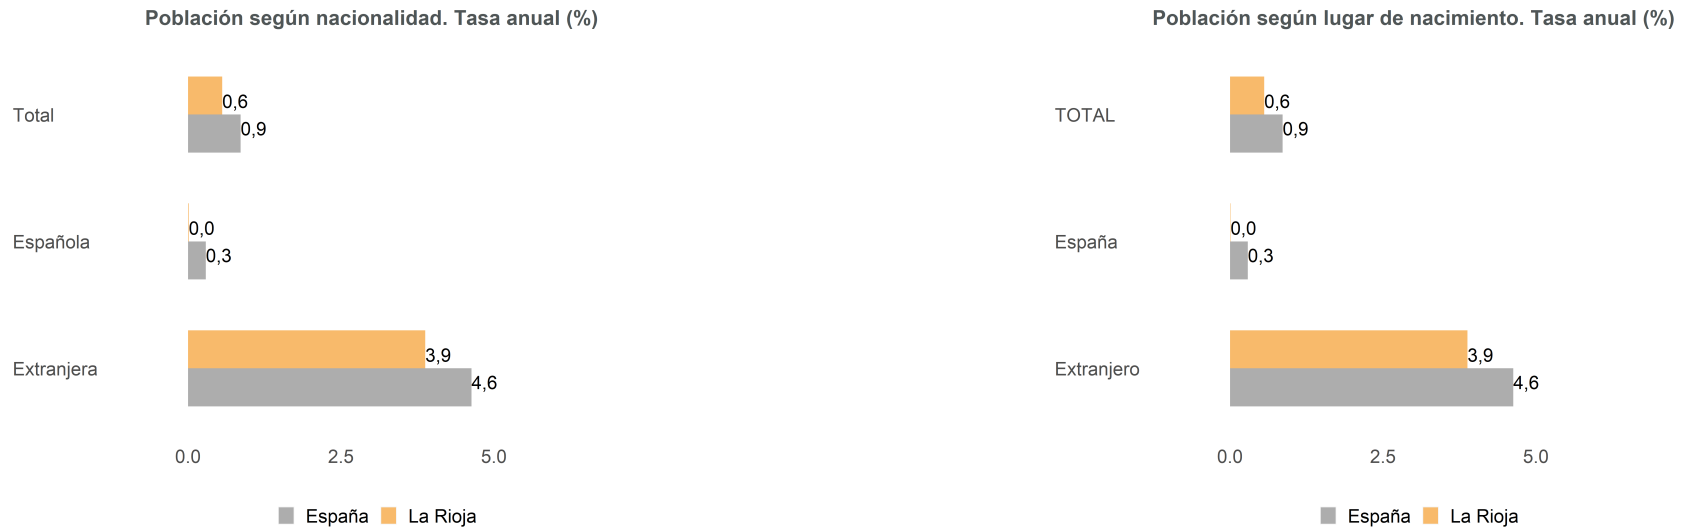 Población según nacionalidad. Tasa anual (%)
Total
0,6
0,9
Española
0,0
0,3
Extranjera
3,9
4,6
0.0 2.5 5.0
España La Rioja
Población según lugar de nacimiento. Tasa anual (%)
TOTAL
0,6
0,9
España
0,0
0,3
Extranjero
3,9
4,6
0.0 2.5 5.0
España La Rioja